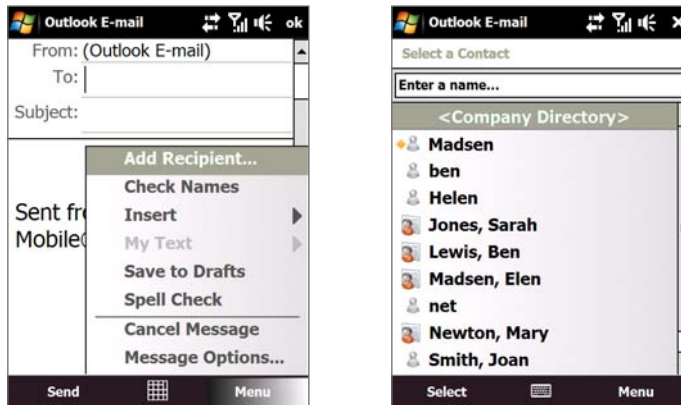 Outlook E-mail ok
From: (Outlook E-mail)
To:
Subject:
Add Recipient...
Check Names
Insert
My Text
Save to Drafts
Spell Check
Cancel Message
Message Options...
Sent fr
Mobile
Send Menu
Outlook E-mail X
Select a Contact
Enter a name...
<Company Directory>
Madsen
ben
Helen
Jones, Sarah
Lewis, Ben
Madsen, Elen
net
Newton, Mary
Smith, Joan
Select Menu